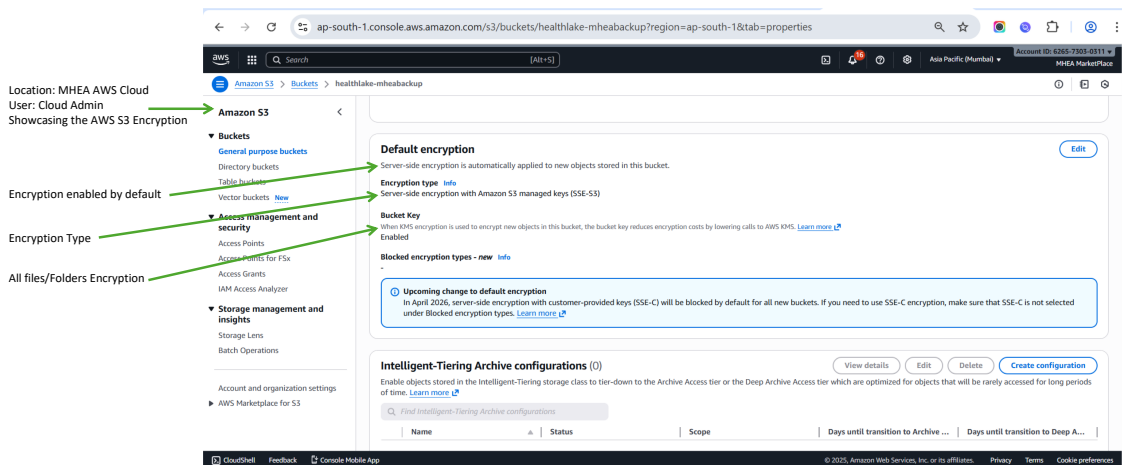 ap-south-1.console.aws.amazon.com/s3/buckets/healthlake-mheabackup?region=ap-south-1&tab=properties
aws
Search
[Alt+S]
16
Asia Pacific (Mumbai)
Account ID: 6265-7303-0311
MHEA MarketPlace
Amazon S3 > Buckets > healthlake-mheabackup
Location: MHEA AWS Cloud
User: Cloud Admin
Showcasing the AWS S3 Encryption
Encryption enabled by default
Encryption Type
All files/Folders Encryption
Amazon S3
Buckets
General purpose buckets
Directory buckets
Table buckets
Vector buckets New
Access management and
security
Access Points
Access Points for FSx
Access Grants
IAM Access Analyzer
Storage management and
insights
Storage Lens
Batch Operations
Account and organization settings
AWS Marketplace for S3
Default encryption
Edit
Server-side encryption is automatically applied to new objects stored in this bucket.
Encryption type Info
Server-side encryption with Amazon S3 managed keys (SSE-S3)
Bucket Key
When KMS encryption is used to encrypt new objects in this bucket, the bucket key reduces encryption costs by lowering calls to AWS KMS. Learn more
Enabled
Blocked encryption types - new Info
-
Upcoming change to default encryption
In April 2026, server-side encryption with customer-provided keys (SSE-C) will be blocked by default for all new buckets. If you need to use SSE-C encryption, make sure that SSE-C is not selected
under Blocked encryption types. Learn more
Intelligent-Tiering Archive configurations (0)
View details
Edit
Delete
Create configuration
Enable objects stored in the Intelligent-Tiering storage class to tier-down to the Archive Access tier or the Deep Archive Access tier which are optimized for objects that will be rarely accessed for long periods
of time. Learn more
Find Intelligent-Tiering Archive configurations
Name
Status
Scope
Days until transition to Archive ...
Days until transition to Deep A...
CloudShell
Feedback
Console Mobile App
© 2025, Amazon Web Services, Inc. or its affiliates.
Privacy
Terms
Cookie preferences